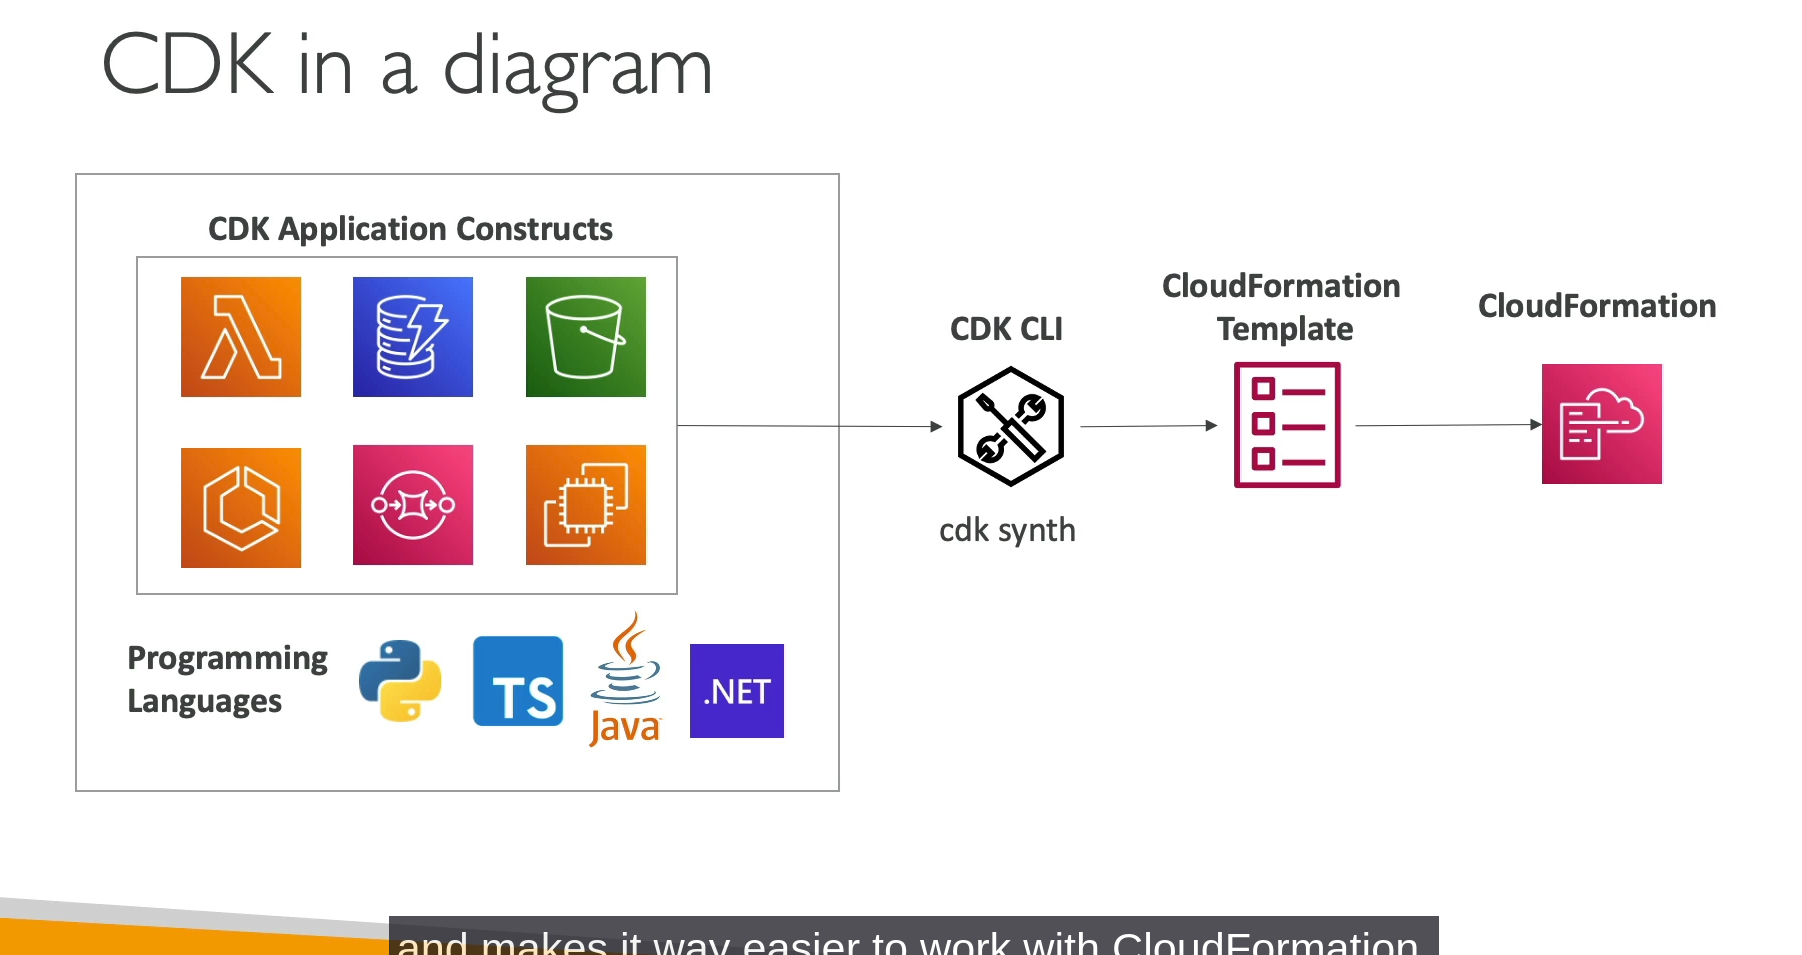 CDK in a diagram
CDK Application Constructs
CDK CLI
cdk synth
CloudFormation
Template
CloudFormation
Programming
Languages
TS
Java
.NET
and makes it way easier to work with CloudFormation